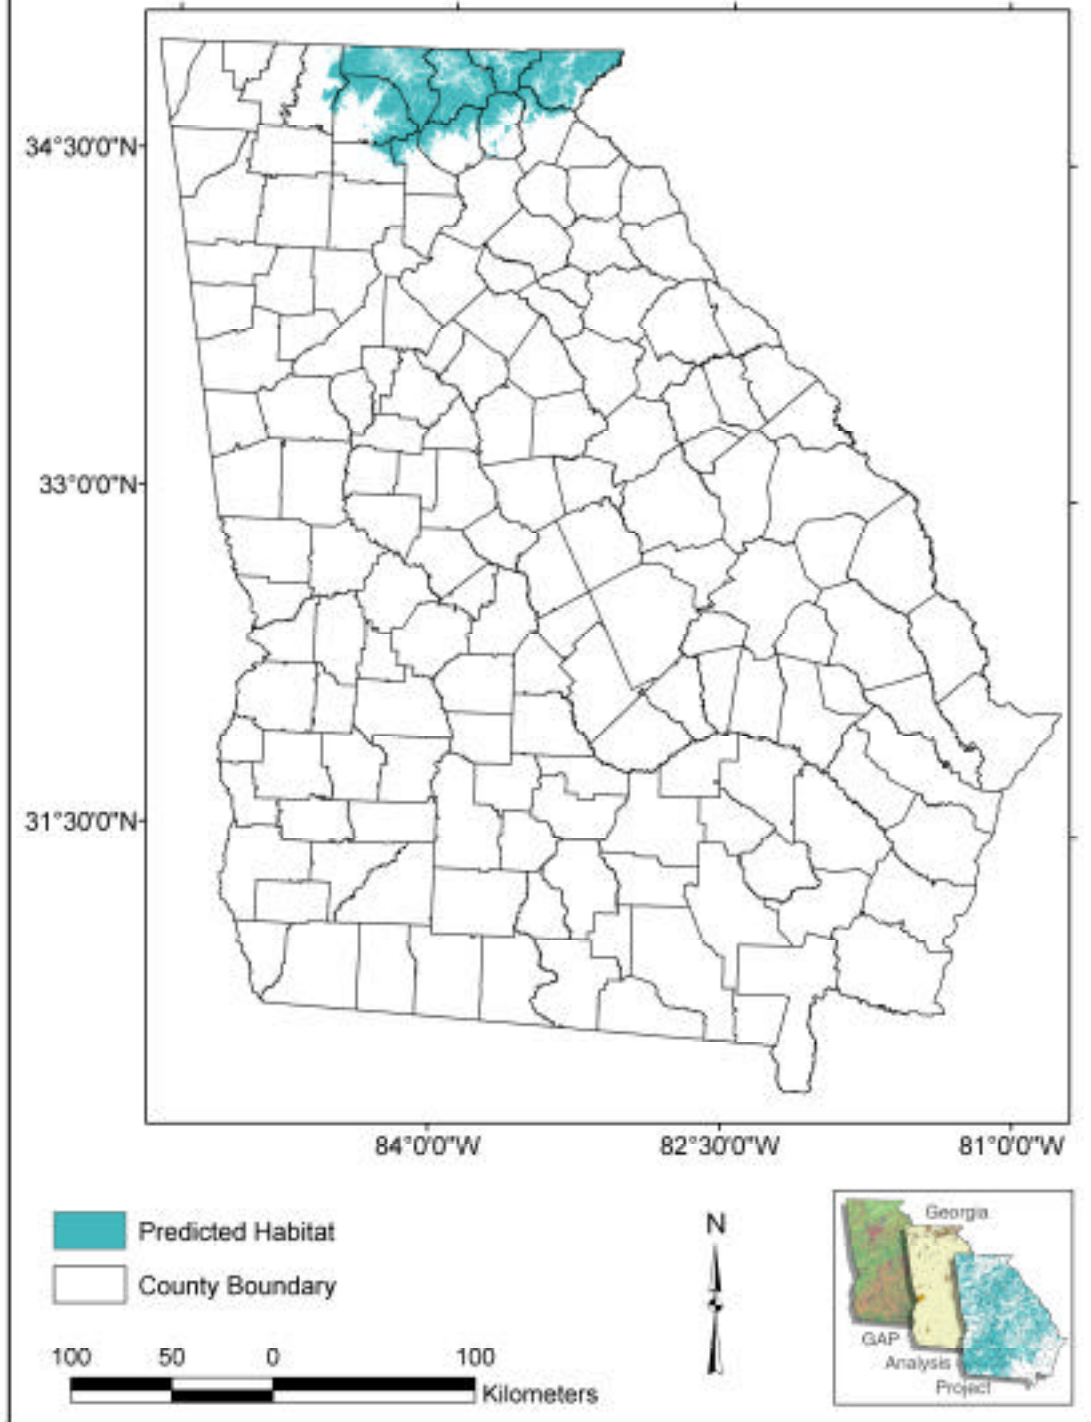 34°30'0"N
33°0'0"N
31°30'0"N
84°0'0"W 82°30'0"W 81°0'0"W
Predicted Habitat
County Boundary
N
100 50 0 100
Kilometers
Georgia
GAP
Analysis
Project